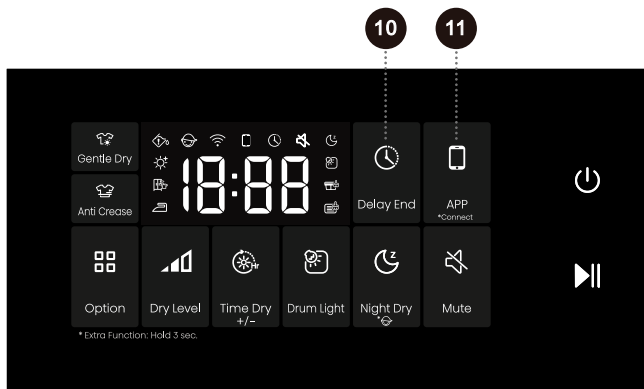 10 11
Gentle Dry
18:88
Hr
Anti Crease
Delay End
APP
*Connect
Option
Dry Level
Time Dry
+/-
Drum Light
Night Dry
*
Mute
* Extra Function: Hold 3 sec.